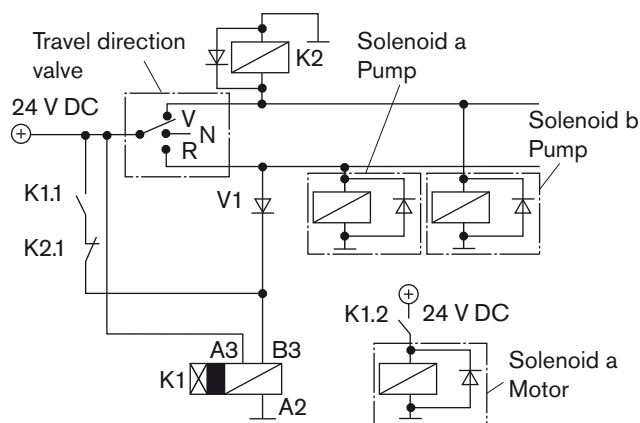 Travel direction
valve
K2
Solenoid a
Pump
24 V DC
V
N
R
Solenoid b
Pump
K1.1
V1
K2.1
K1.2
24 V DC
A3
B3
K1
A2
Solenoid a
Motor